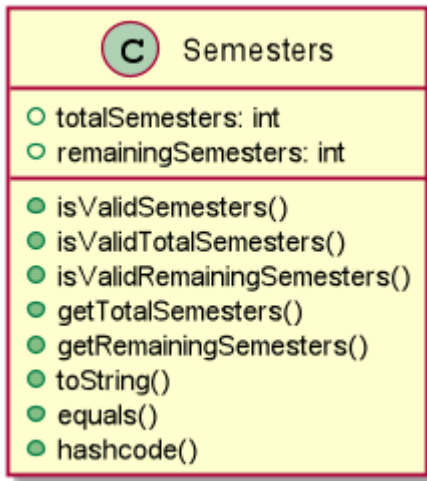 C Semesters
totalSemesters: int
remainingSemesters: int
isValidSemesters()
isValidTotalSemesters()
isValidRemainingSemesters()
getTotalSemesters()
getRemainingSemesters()
toString()
equals()
hashcode()